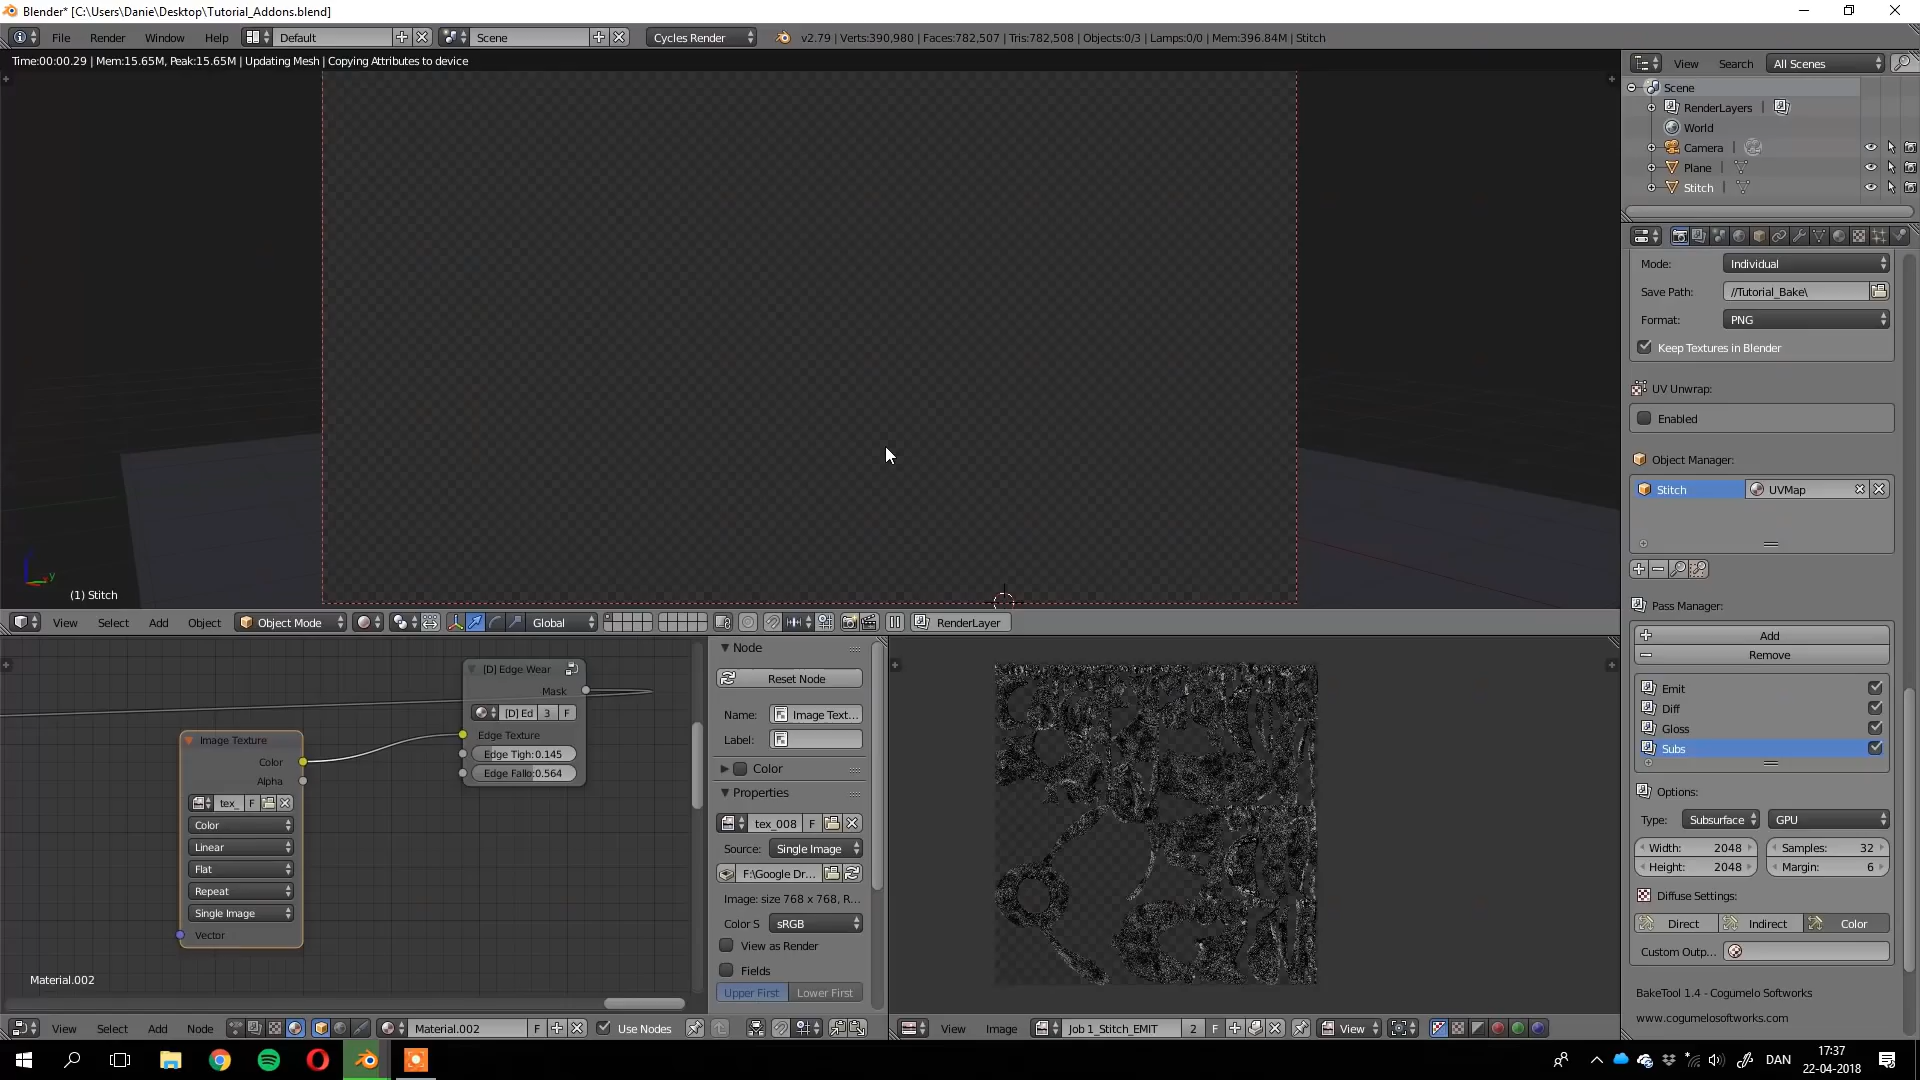 Blender* [C:\Users\Danie\Desktop\Tutorial_Addons.blend]
File Render Window Help Default Scene Cycles Render v2.79 | Verts:390,980 | Faces:782,507 | Tris:782,508 | Objects:0/3 | Lamps:0/0 | Mem:396.84M | Stitch
Time:00:00.29 | Mem:15.65M, Peak:15.65M | Updating Mesh | Copying Attributes to device
View Search All Scenes
Scene
RenderLayers |
World
Camera |
Plane |
Stitch |
Mode: Individual
Save Path: //Tutorial_Bake\
Format: PNG
Keep Textures in Blender
UV Unwrap:
Enabled
Object Manager:
Stitch UVMap
Pass Manager:
Add
Remove
Emit
Diff
Gloss
Subs
Options:
Type: Subsurface GPU
Width: 2048 Samples: 32
Height: 2048 Margin: 6
Diffuse Settings:
Direct Indirect Color
Custom Outp...
BakeTool 1.4 - Cogumelo Softworks
www.cogumelosoftworks.com
y
(1) Stitch
View Select Add Object Object Mode Global RenderLayer
[D] Edge Wear
Mask
[D] Ed 3 F
Edge Texture
Edge Tigh:0.145
Edge Fallo:0.564
Image Texture
Color
Alpha
tex_ F
Color
Linear
Flat
Repeat
Single Image
Vector
Material.002
Node
Reset Node
Name: Image Text...
Label:
Color
Properties
tex_008 F
Source: Single Image
F:\Google Dr...
Image: size 768 x 768, R...
Color S sRGB
View as Render
Fields
Upper First Lower First
View Select Add Node Material.002 F Use Nodes
View Image Job 1_Stitch_EMIT 2 F View
DAN
17:37
22-04-2018